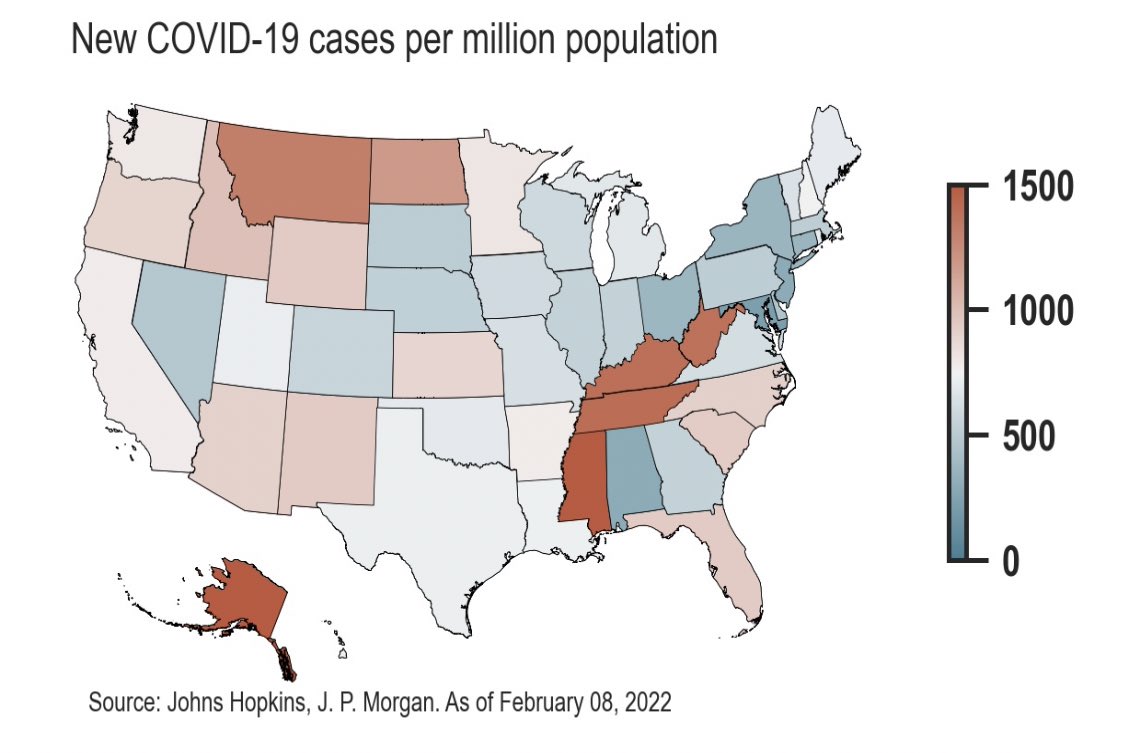 New COVID-19 cases per million population
1500
1000
500
0
Source: Johns Hopkins, J. P. Morgan. As of February 08, 2022